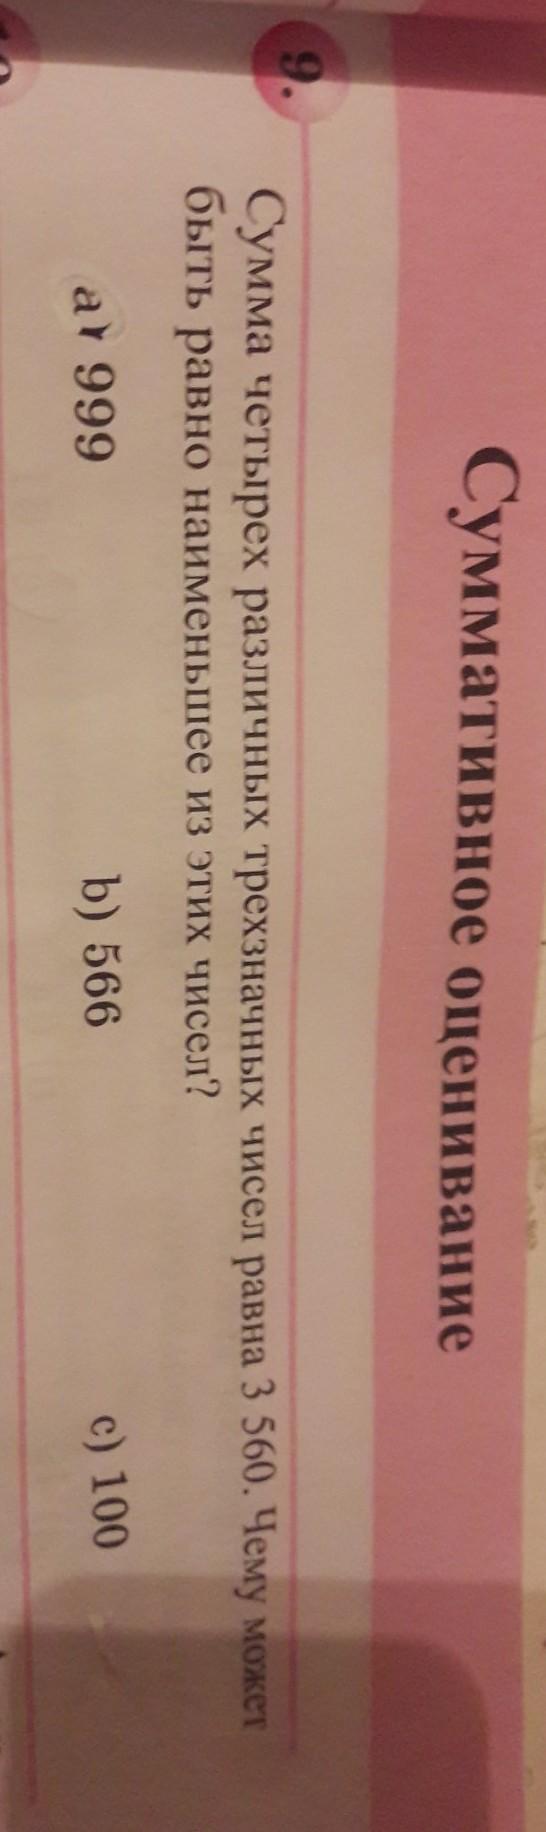 Суммативное оценивание
9.
Сумма четырех различных трехзначных чисел равна 3 560. Чему может
быть равно наименьшее из этих чисел?
a) 999 b) 566 c) 100
10